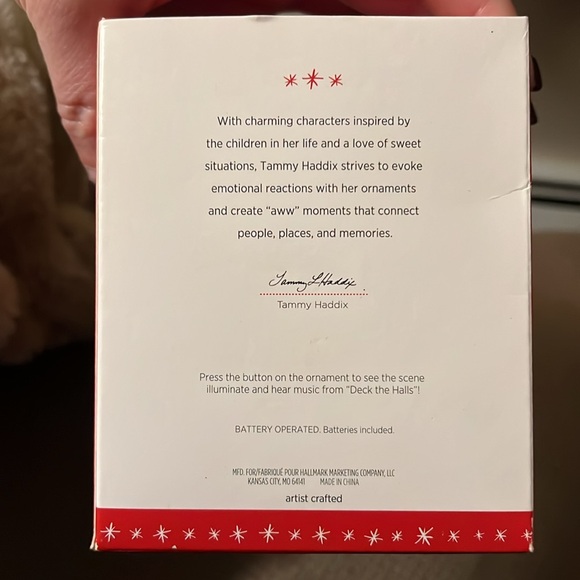 With charming characters inspired by
the children in her life and a love of sweet
situations, Tammy Haddix strives to evoke
emotional reactions with her ornaments
and create “aww” moments that connect
people, places, and memories.
Tammy L Haddix
Tammy Haddix
Press the button on the ornament to see the scene
illuminate and hear music from “Deck the Halls”!
BATTERY OPERATED. Batteries included.
MFD. FOR/FABRIQUÉ POUR HALLMARK MARKETING COMPANY, LLC
KANSAS CITY, MO 64141 MADE IN CHINA
artist crafted